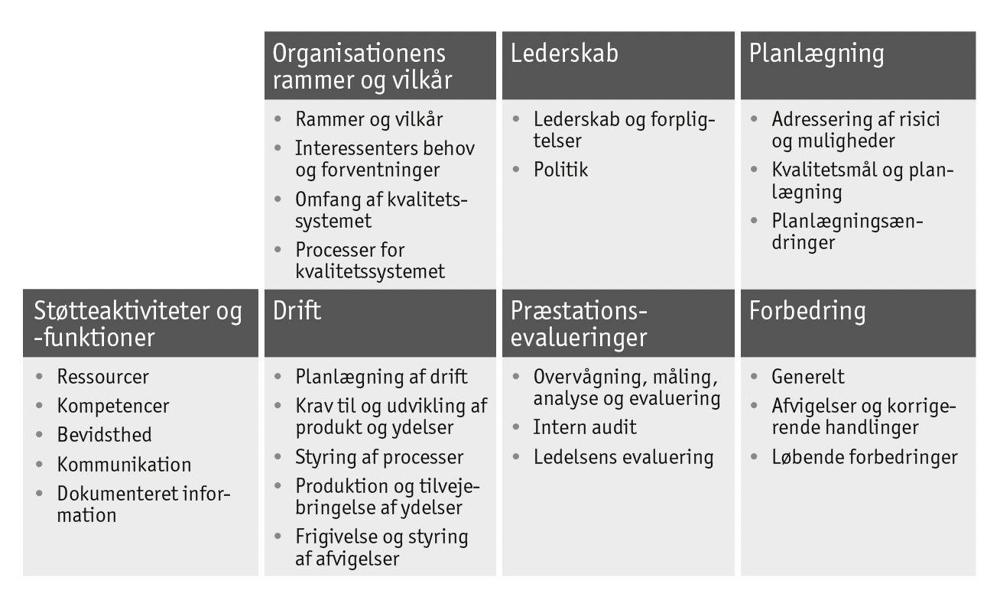 Organisationens
rammer og vilkår
• Rammer og vilkår
• Interessenters behov
og forventninger
• Omfang af kvalitets-
systemet
• Processer for
kvalitetssystemet
Lederskab
• Lederskab og forplig-
telser
• Politik
Planlægning
• Adressering af risici
og muligheder
• Kvalitetsmål og plan-
lægning
• Planlægningsæn-
dringer
Støtteaktiviteter og
-funktioner
• Ressourcer
• Kompetencer
• Bevidsthed
• Kommunikation
• Dokumenteret infor-
mation
Drift
• Planlægning af drift
• Krav til og udvikling af
produkt og ydelser
• Styring af processer
• Produktion og tilveje-
bringelse af ydelser
• Frigivelse og styring
af afvigelser
Præstations-
evalueringer
• Overvågning, måling,
analyse og evaluering
• Intern audit
• Ledelsens evaluering
Forbedring
• Generelt
• Afvigelser og korrige-
rende handlinger
• Løbende forbedringer